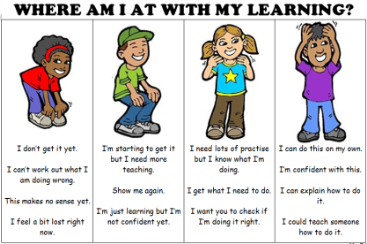 WHERE AM I AT WITH MY LEARNING?
I don't get it yet.
I can't work out what I
am doing wrong.
This makes no sense yet.
I feel a bit lost right
now.
I'm starting to get it
but I need more
teaching.
Show me again.
I'm just learning but I'm
not confident yet.
I need lots of practise
but I know what I'm
doing.
I get what I need to do.
I want you to check if
I'm doing it right.
I can do this on my own.
I'm confident with this.
I can explain how to do
it.
I could teach someone
how to do it.